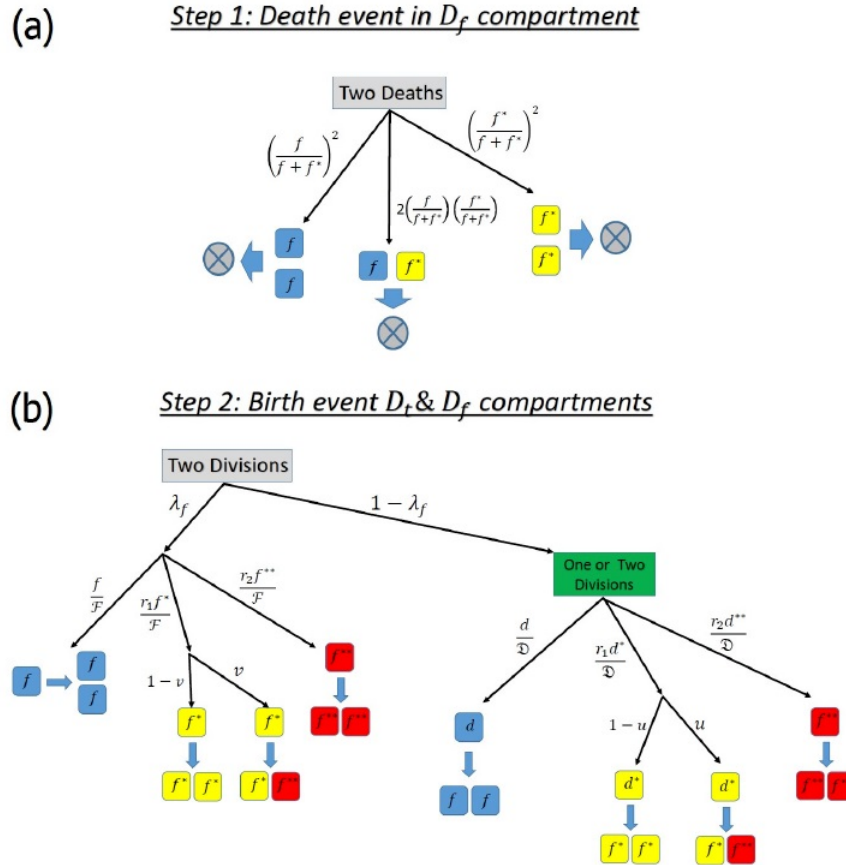 (a)
Step 1: Death event in D_f compartment
Two Deaths
(f/(f + f*))^2
(f*/(f + f*))^2
2(f/(f+f*))(f*/(f+f*))
f
f
f f*
f*
f*
(b)
Step 2: Birth event D_t & D_f compartments
Two Divisions
λ_f
1 − λ_f
One or Two
Divisions
f/ℱ
r_1f*/ℱ
r_2f**/ℱ
d/𝔇
r_1d*/𝔇
r_2d**/𝔇
f
f
f
1 − v
v
f**
f** f**
f*
f*
f* f*
f* f**
1 − u
u
d
f f
d*
d*
f* f*
f* f**
f**
f** f*